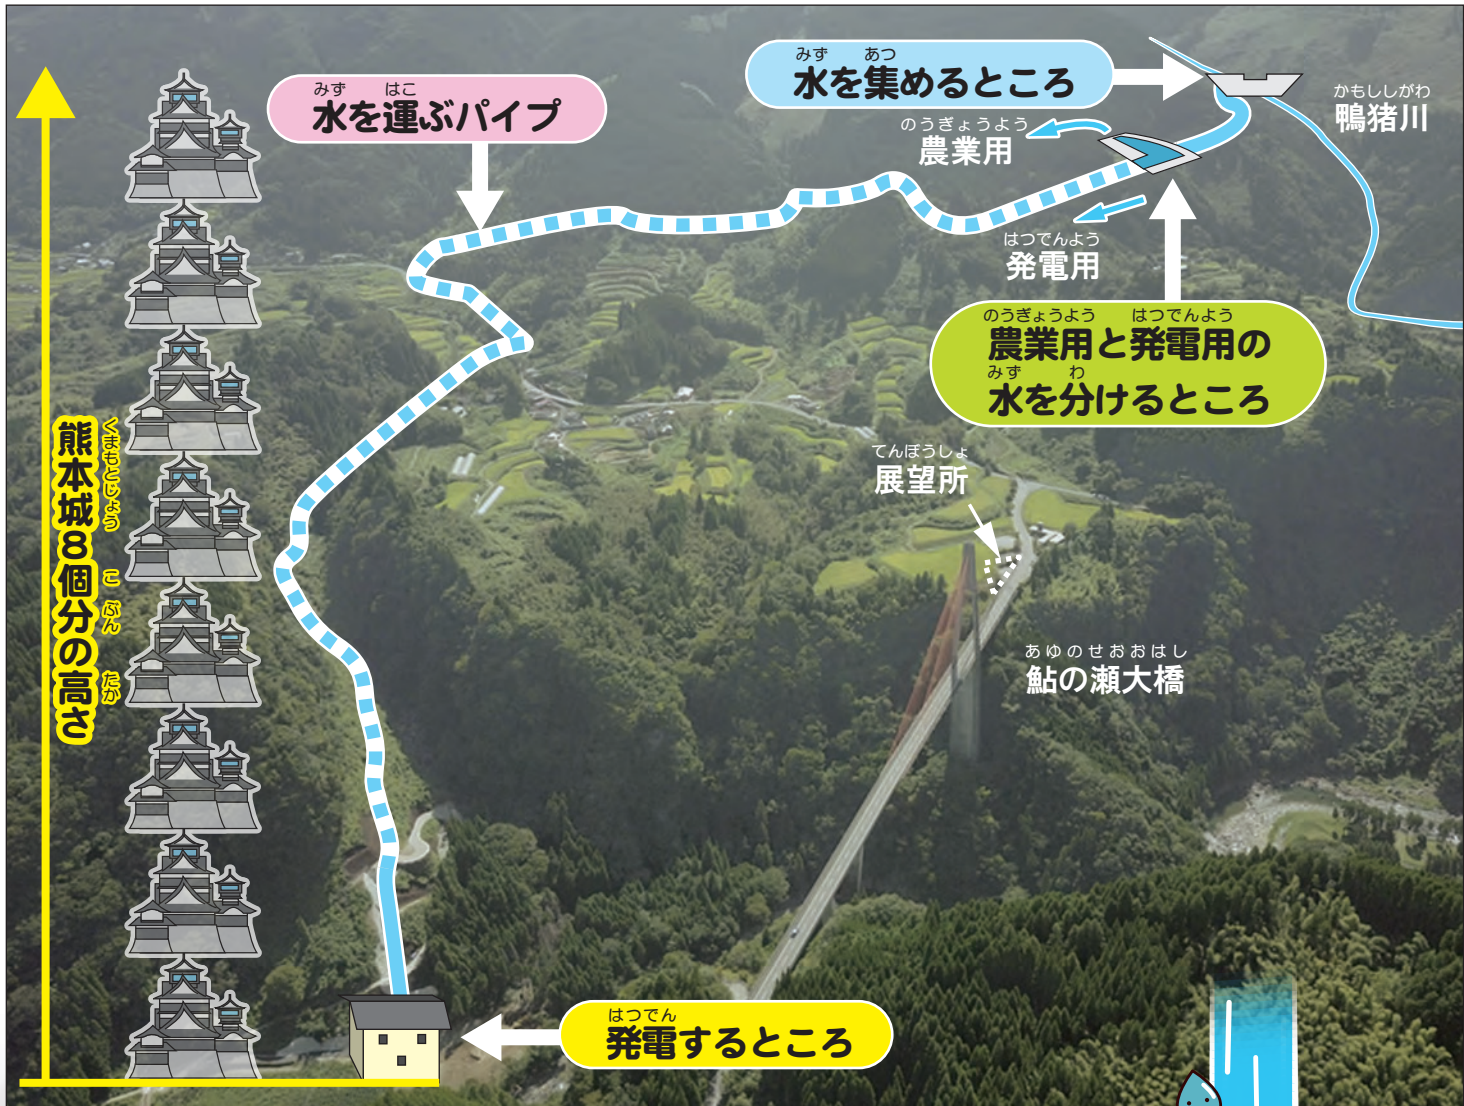 みず あつ
水を集めるところ
みず はこ
水を運ぶパイプ
かもししがわ
鴨猪川
のうぎょうよう
農業用
はつでんよう
発電用
のうぎょうよう はつでんよう
農業用と発電用の
みず わ
水を分けるところ
くまもとじょう こ ぶん たか
熊本城8個分の高さ
てんぼうしょ
展望所
あゆのせおおはし
鮎の瀬大橋
はつでん
発電するところ